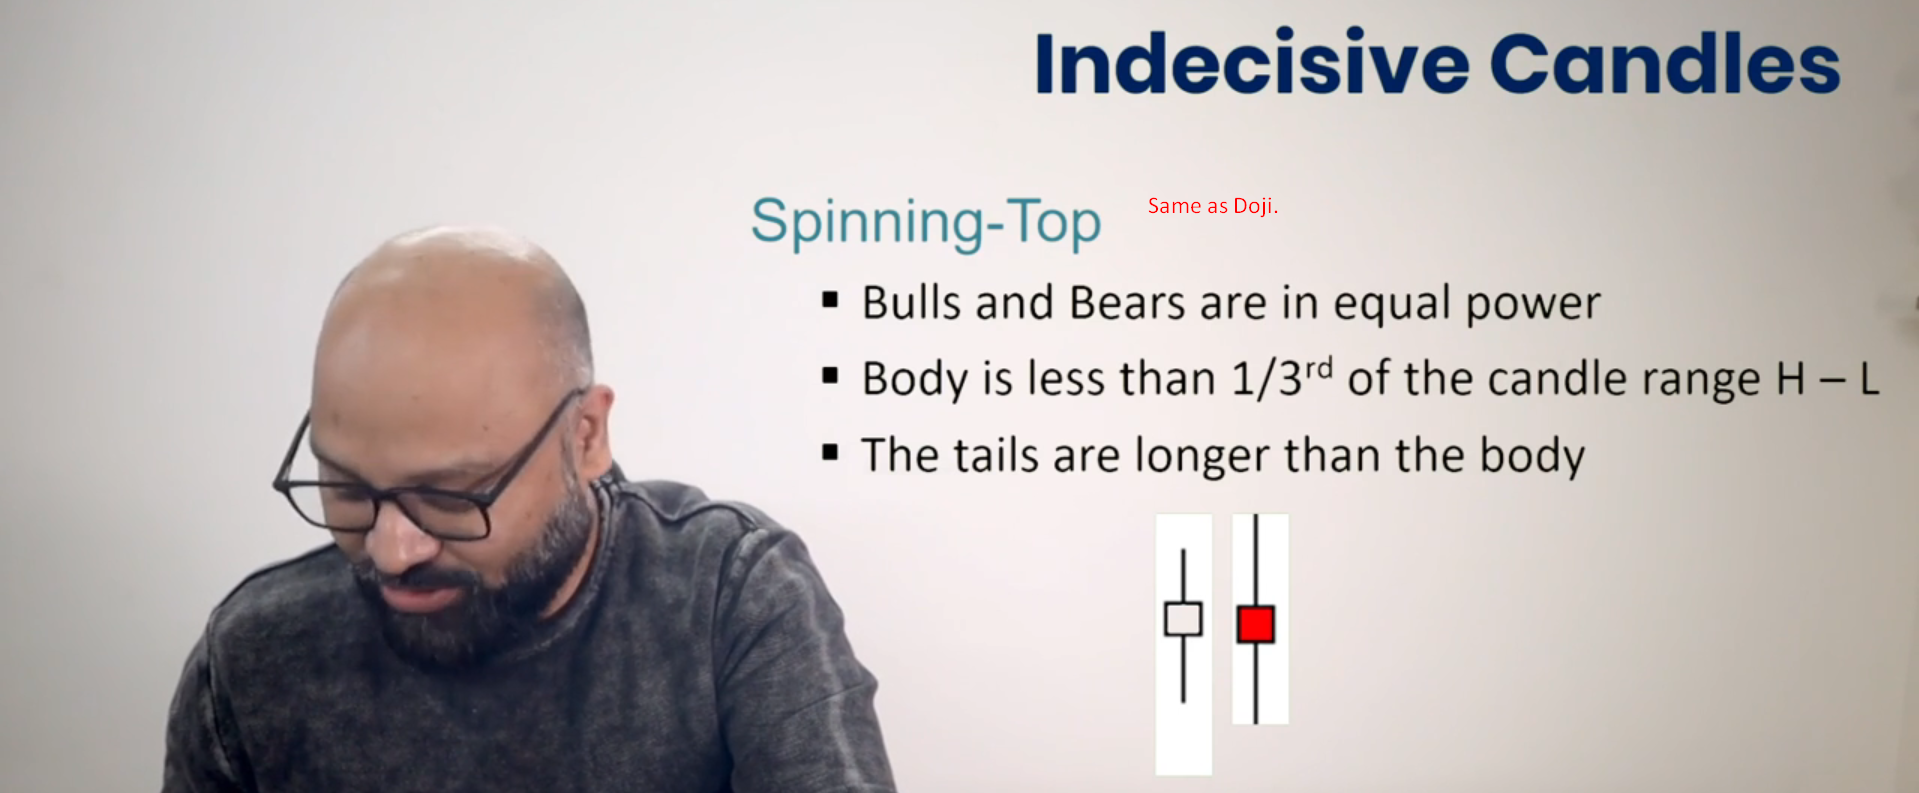 Indecisive Candles
Spinning-Top
Same as Doji.
▪ Bulls and Bears are in equal power
▪ Body is less than 1/3rd of the candle range H – L
▪ The tails are longer than the body